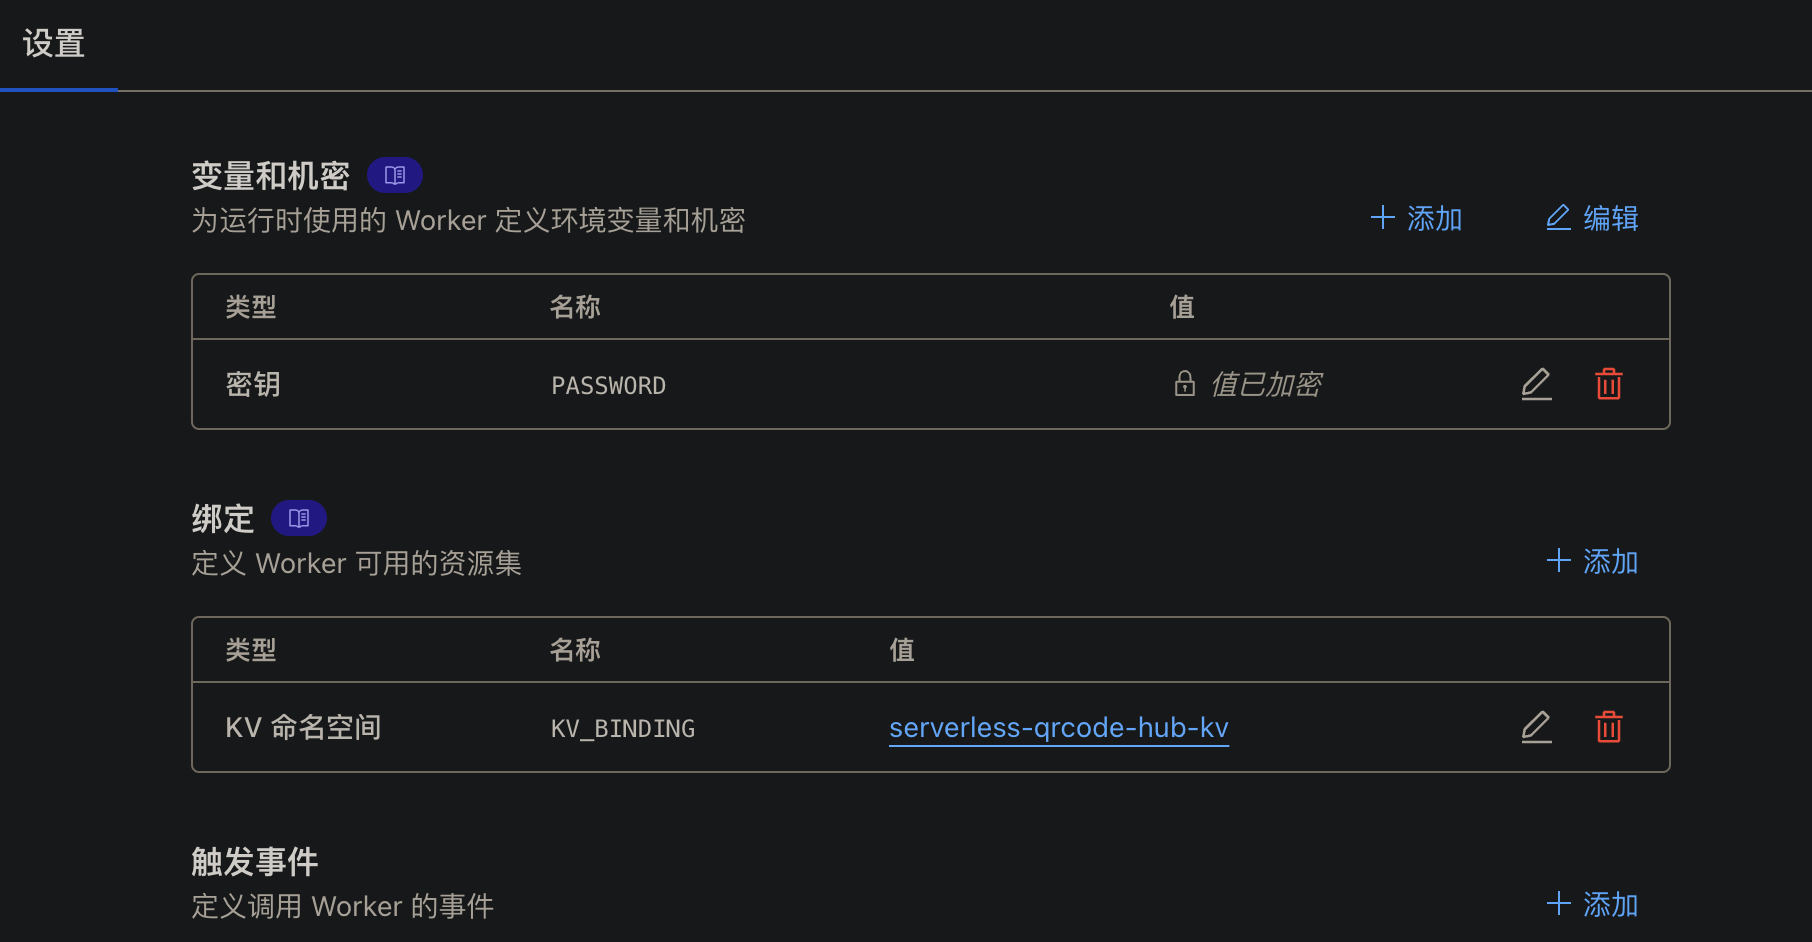 设置
变量和机密
为运行时使用的 Worker 定义环境变量和机密
添加 编辑
类型 名称 值
密钥 PASSWORD 值已加密
绑定
定义 Worker 可用的资源集
添加
类型 名称 值
KV 命名空间 KV_BINDING serverless-qrcode-hub-kv
触发事件
定义调用 Worker 的事件
添加